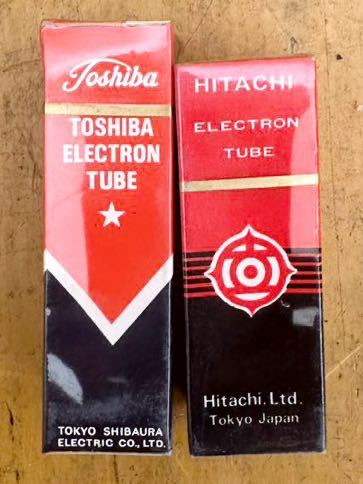 Toshiba
TOSHIBA
ELECTRON
TUBE
TOKYO SHIBAURA
ELECTRIC CO., LTD.
HITACHI
ELECTRON
TUBE
Hitachi, Ltd.
Tokyo Japan